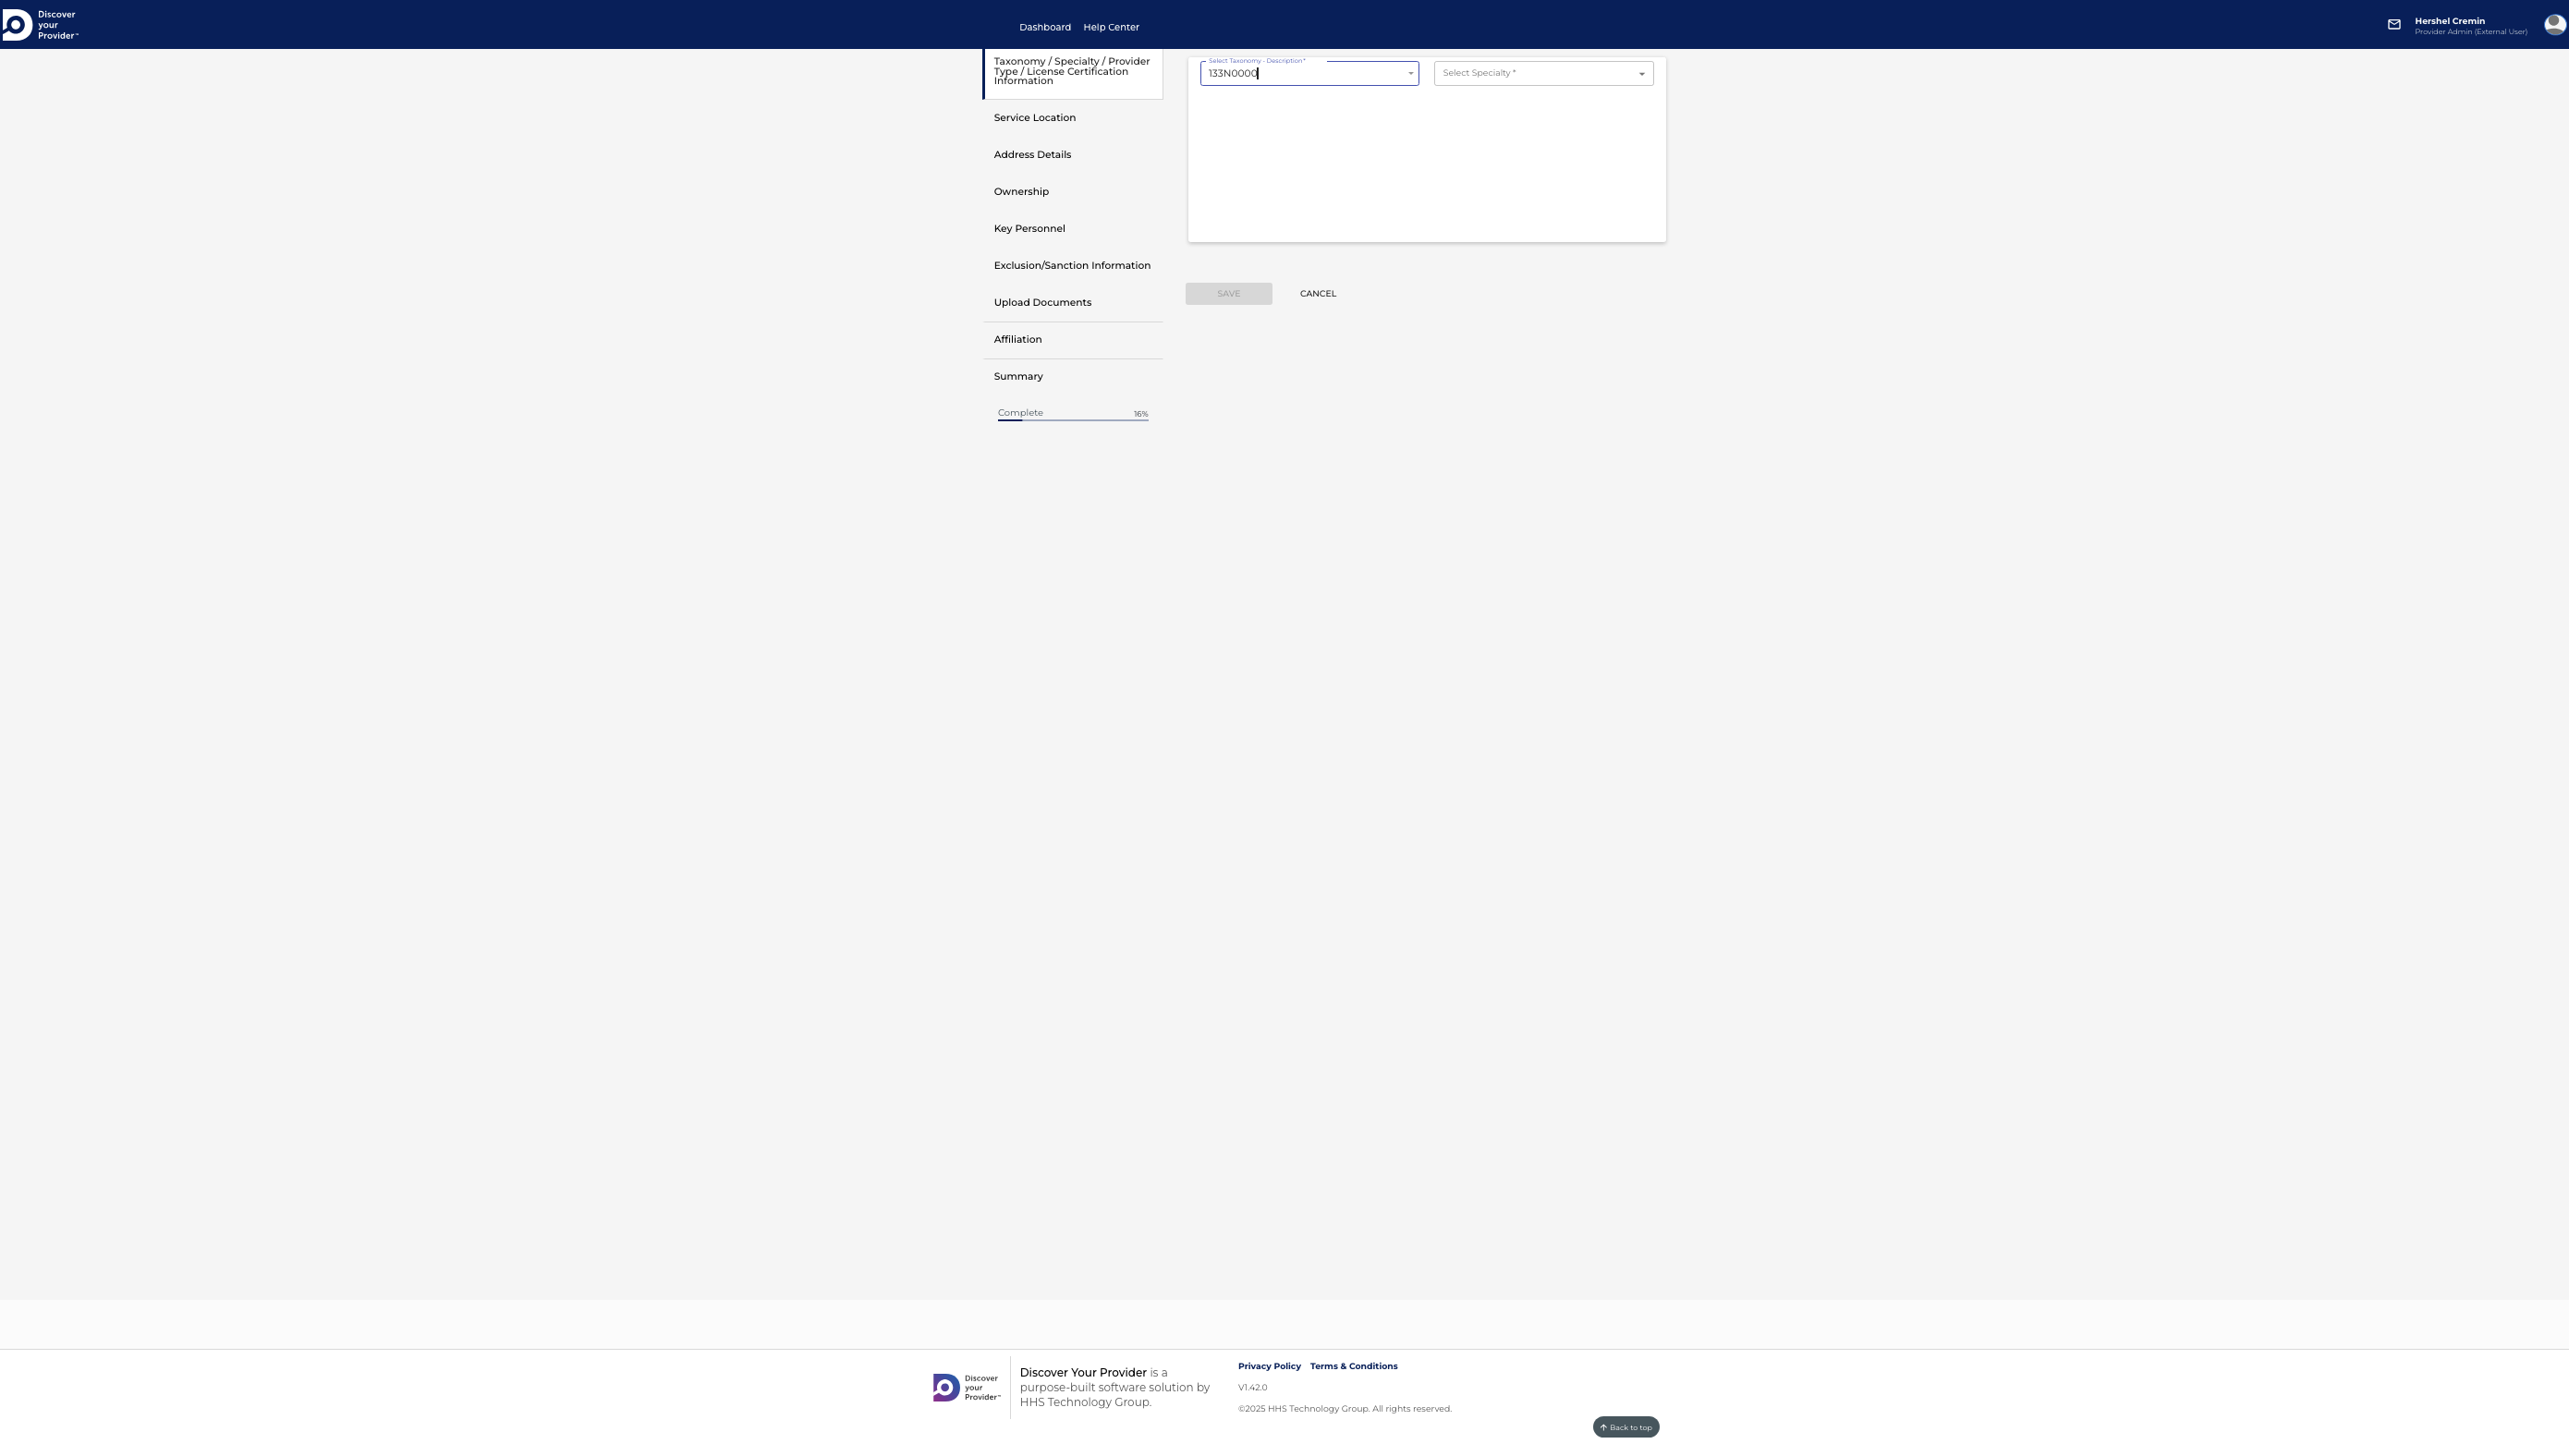 Discover
your
Provider™
Dashboard Help Center
Hershel Cremin
Provider Admin (External User)
Taxonomy / Specialty / Provider
Type / License Certification
Information
Service Location
Address Details
Ownership
Key Personnel
Exclusion/Sanction Information
Upload Documents
Affiliation
Summary
Complete 16%
Select Taxonomy - Description *
133N0000
Select Specialty *
SAVE CANCEL
Discover
your
Provider™
Discover Your Provider is a
purpose-built software solution by
HHS Technology Group.
Privacy Policy Terms & Conditions
V1.42.0
©2025 HHS Technology Group. All rights reserved.
Back to top